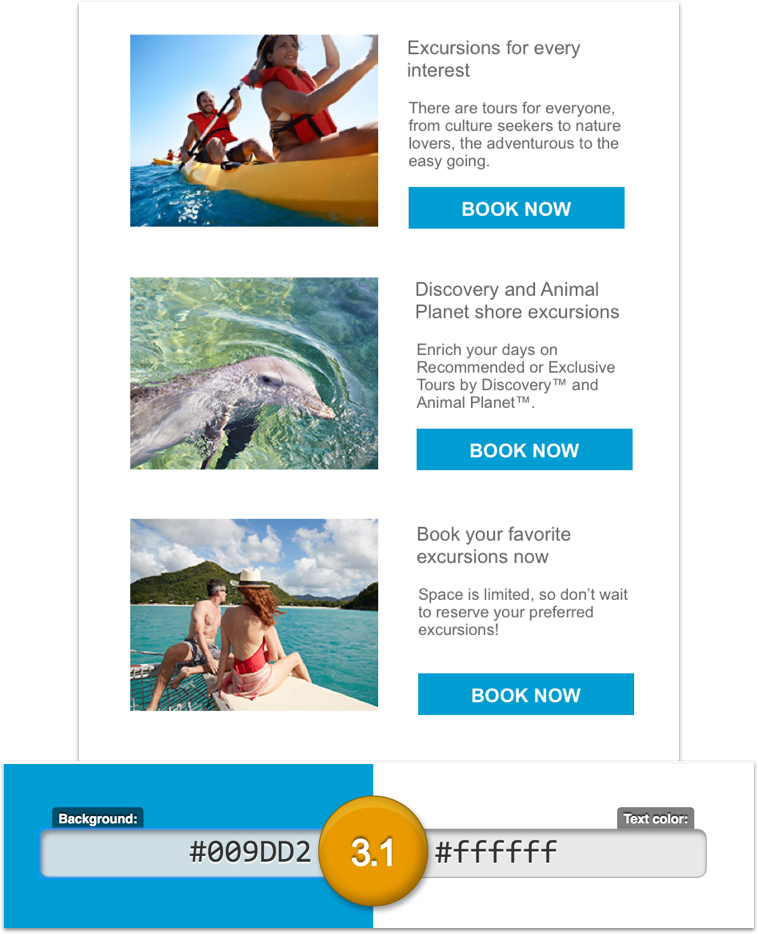 Excursions for every
interest
There are tours for everyone,
from culture seekers to nature
lovers, the adventurous to the
easy going.
BOOK NOW
Discovery and Animal
Planet shore excursions
Enrich your days on
Recommended or Exclusive
Tours by Discovery™ and
Animal Planet™.
BOOK NOW
Book your favorite
excursions now
Space is limited, so don’t wait
to reserve your preferred
excursions!
BOOK NOW
Background:
Text color:
#009DD2
3.1
#ffffff